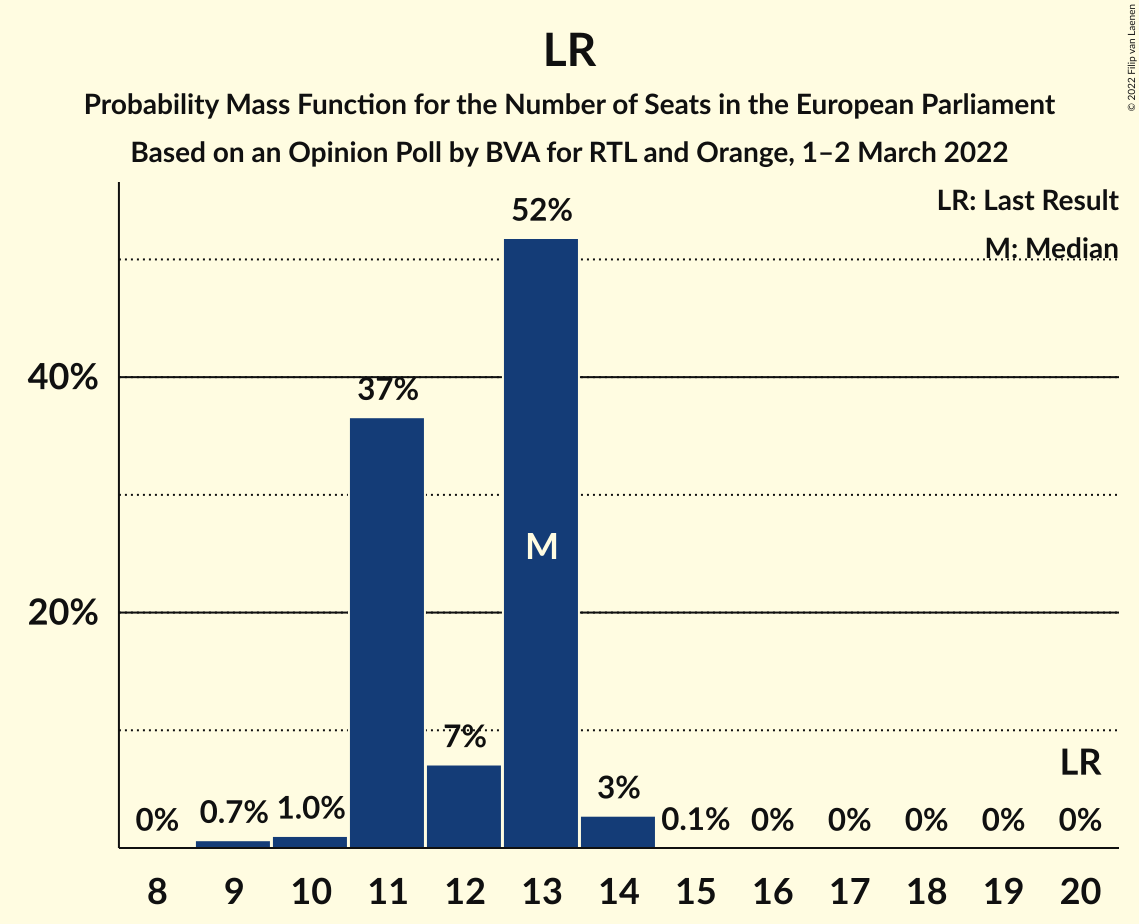 LR
Probability Mass Function for the Number of Seats in the European Parliament
Based on an Opinion Poll by BVA for RTL and Orange, 1–2 March 2022
© 2022 Filip van Laenen
LR: Last Result
M: Median
52%
40%
37%
M
20%
7%
LR
3%
0%
0.7%
1.0%
0.1%
0%
0%
0%
0%
0%
8 9 10 11 12 13 14 15 16 17 18 19 20